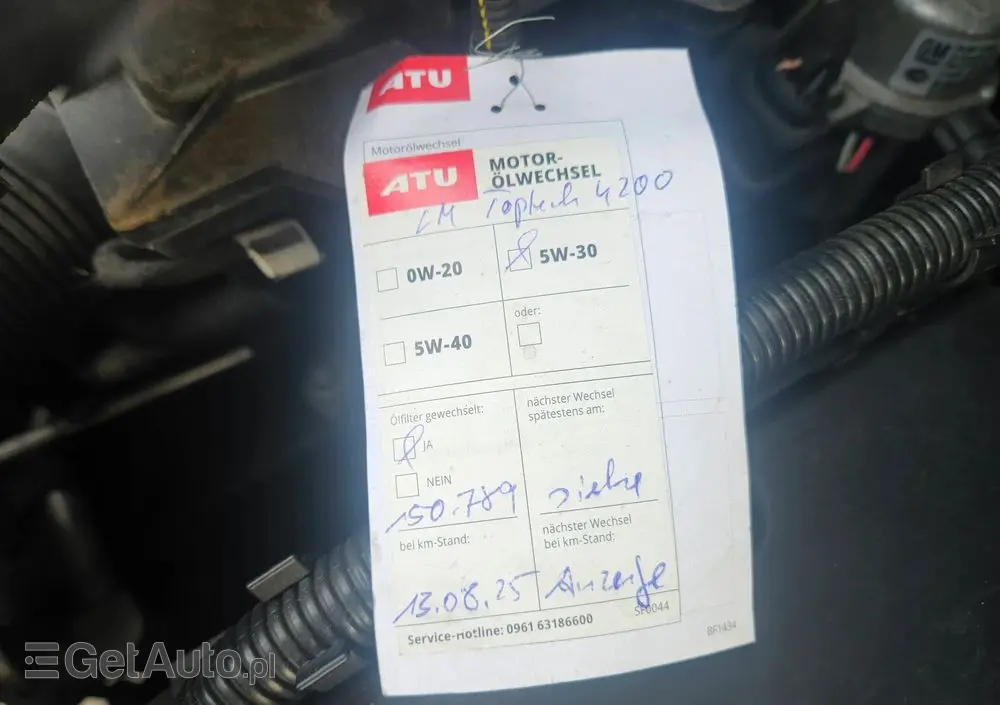 ATU
Motorölwechsel
ATU
MOTOR-
ÖLWECHSEL
LM Toptech 4200
0W-20
5W-30
5W-40
oder:
Ölfilter gewechselt:
JA
NEIN
150.789
bei km-Stand:
13.08.25
nächster Wechsel
spätestens am:
siehe
nächster Wechsel
bei km-Stand:
Anzeige
SF0044
Service-Hotline: 0961 63186600
BF1434
GM
GetAuto.pl